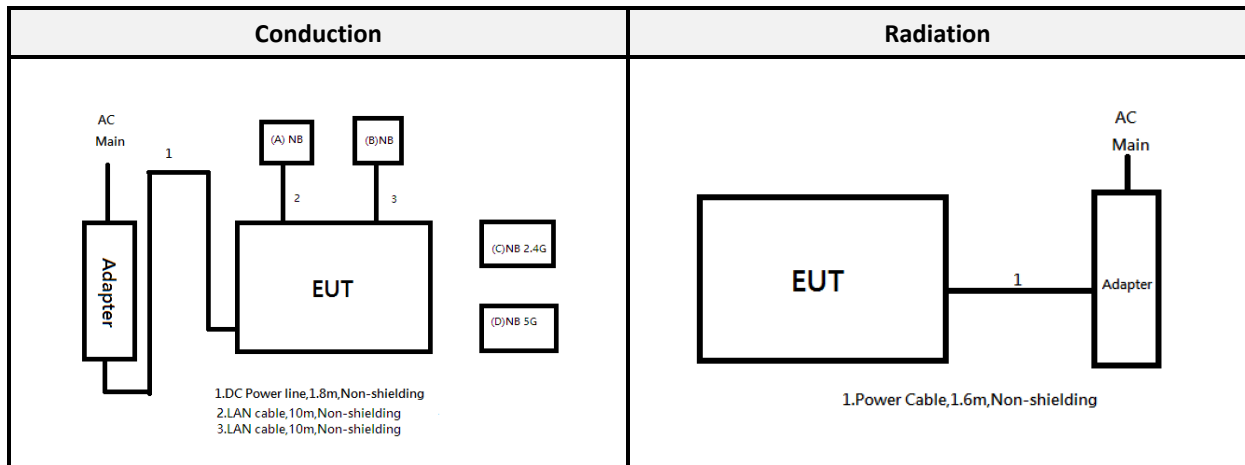 Conduction
AC
Main
1
(A) NB
(B)NB
2
3
Adapter
EUT
(C)NB 2.4G
(D)NB 5G
1.DC Power line,1.8m,Non-shielding
2.LAN cable,10m,Non-shielding
3.LAN cable,10m,Non-shielding
Radiation
AC
Main
EUT
1
Adapter
1.Power Cable,1.6m,Non-shielding